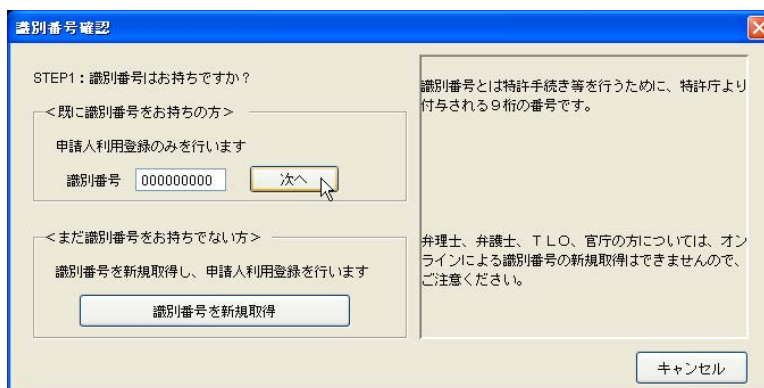 識別番号確認
STEP1：識別番号はお持ちですか？
＜既に識別番号をお持ちの方＞
申請人利用登録のみを行います
識別番号 000000000 次へ
＜まだ識別番号をお持ちでない方＞
識別番号を新規取得し、申請人利用登録を行います
識別番号を新規取得
識別番号とは特許手続き等を行うために、特許庁より
付与される９桁の番号です。
弁理士、弁護士、ＴＬＯ、官庁の方については、オン
ラインによる識別番号の新規取得はできませんので、
ご注意ください。
キャンセル